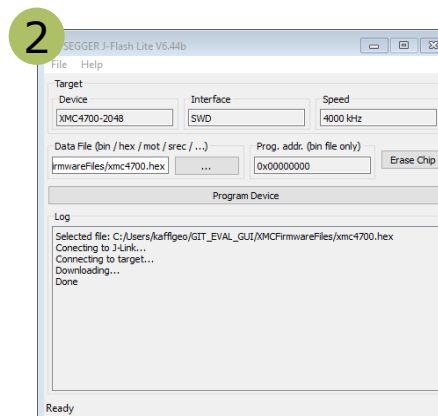 2
SEGGER J-Flash Lite V6.44b
File Help
Target
Device Interface Speed
XMC4700-2048 SWD 4000 kHz
Data File (bin / hex / mot / srec / ...) Prog. addr. (bin file only)
irmwareFiles/xmc4700.hex ... 0x00000000 Erase Chip
Program Device
Log
Selected file: C:/Users/kafflgeo/GIT_EVAL_GUI/XMCFirmwareFiles/xmc4700.hex
Conecting to J-Link...
Connecting to target...
Downloading...
Done
Ready